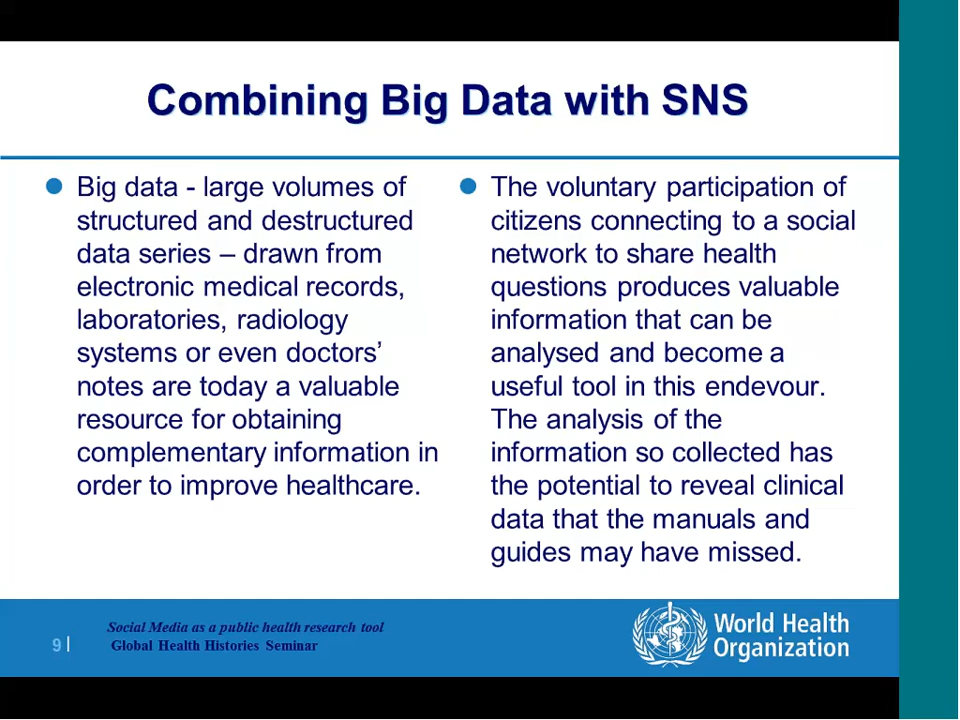 Combining Big Data with SNS
Big data - large volumes of
structured and destructured
data series – drawn from
electronic medical records,
laboratories, radiology
systems or even doctors’
notes are today a valuable
resource for obtaining
complementary information in
order to improve healthcare.
The voluntary participation of
citizens connecting to a social
network to share health
questions produces valuable
information that can be
analysed and become a
useful tool in this endevour.
The analysis of the
information so collected has
the potential to reveal clinical
data that the manuals and
guides may have missed.
9 |
Social Media as a public health research tool
Global Health Histories Seminar
World Health
Organization